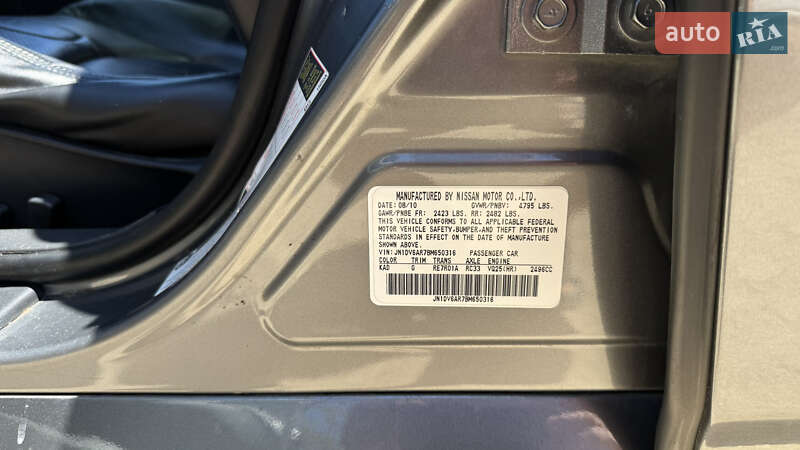 auto RIA .com
MANUFACTURED BY NISSAN MOTOR CO.,LTD.
DATE: 08/10 GVWR/PNBV: 4795 LBS.
GAWR/PNBE FR: 2423 LBS. RR: 2482 LBS.
THIS VEHICLE CONFORMS TO ALL APPLICABLE FEDERAL
MOTOR VEHICLE SAFETY,BUMPER,AND THEFT PREVENTION
STANDARDS IN EFFECT ON THE DATE OF MANUFACTURE
SHOWN ABOVE.
VIN:JN1DV6AR7BM650316 PASSENGER CAR
COLOR TRIM TRANS AXLE ENGINE
KAD G RE7R01A RC33 VQ25(HR) 2496CC
JN1DV6AR7BM650316